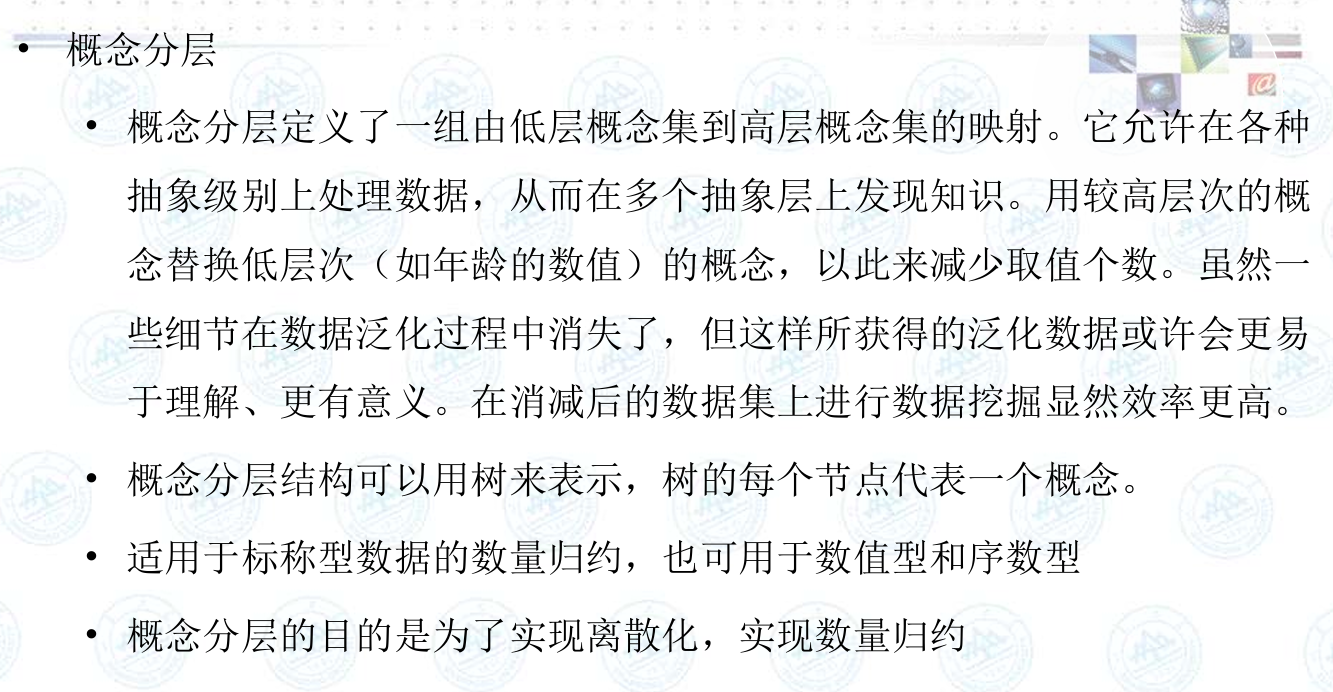 • 概念分层
• 概念分层定义了一组由低层概念集到高层概念集的映射。它允许在各种
抽象级别上处理数据，从而在多个抽象层上发现知识。用较高层次的概
念替换低层次（如年龄的数值）的概念，以此来减少取值个数。虽然一
些细节在数据泛化过程中消失了，但这样所获得的泛化数据或许会更易
于理解、更有意义。在消减后的数据集上进行数据挖掘显然效率更高。
• 概念分层结构可以用树来表示，树的每个节点代表一个概念。
• 适用于标称型数据的数量归约，也可用于数值型和序数型
• 概念分层的目的是为了实现离散化，实现数量归约